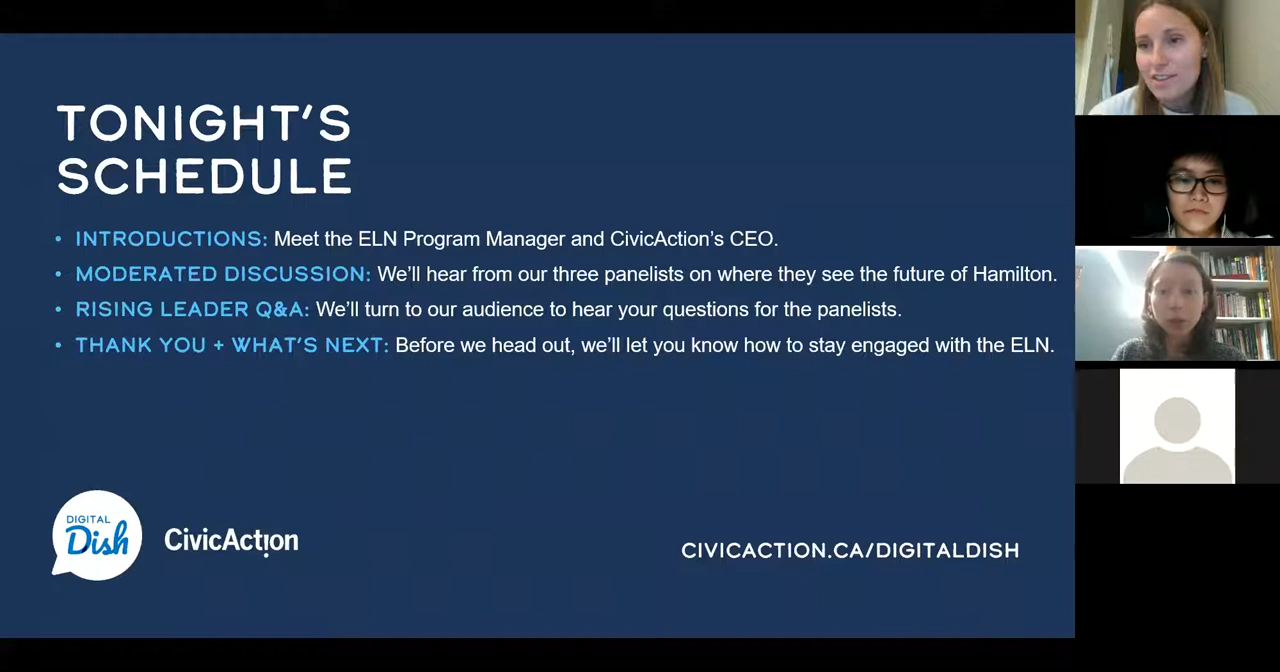 TONIGHT'S
SCHEDULE
• INTRODUCTIONS: Meet the ELN Program Manager and CivicAction's CEO.
• MODERATED DISCUSSION: We'll hear from our three panelists on where they see the future of Hamilton.
• RISING LEADER Q&A: We'll turn to our audience to hear your questions for the panelists.
• THANK YOU + WHAT'S NEXT: Before we head out, we'll let you know how to stay engaged with the ELN.
DIGITAL
Dish
CivicAction
CIVICACTION.CA/DIGITALDISH